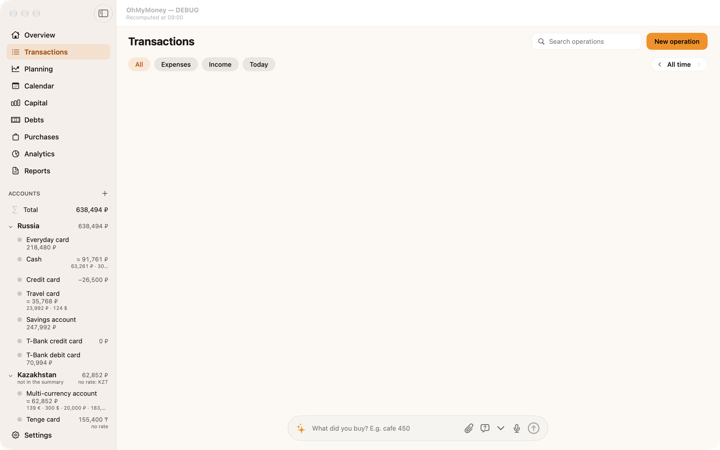 OhMyMoney — DEBUG
Recomputed at 09:00
Overview
Transactions
Planning
Calendar
Capital
Debts
Purchases
Analytics
Reports
ACCOUNTS
Total 638,494 ₽
Russia 638,494 ₽
Everyday card
218,480 ₽
Cash ≈ 91,761 ₽
63,261 ₽ · 30...
Credit card −26,500 ₽
Travel card
≈ 35,768 ₽
23,992 ₽ · 124 $
Savings account
247,992 ₽
T-Bank credit card 0 ₽
T-Bank debit card
70,994 ₽
Kazakhstan 62,852 ₽
not in the summary no rate: KZT
Multi-currency account
≈ 62,852 ₽
139 € · 300 $ · 20,000 ₽ · 183,...
Tenge card 155,400 ₸
no rate
Settings
Transactions
Search operations
New operation
All Expenses Income Today
All time
What did you buy? E.g. cafe 450